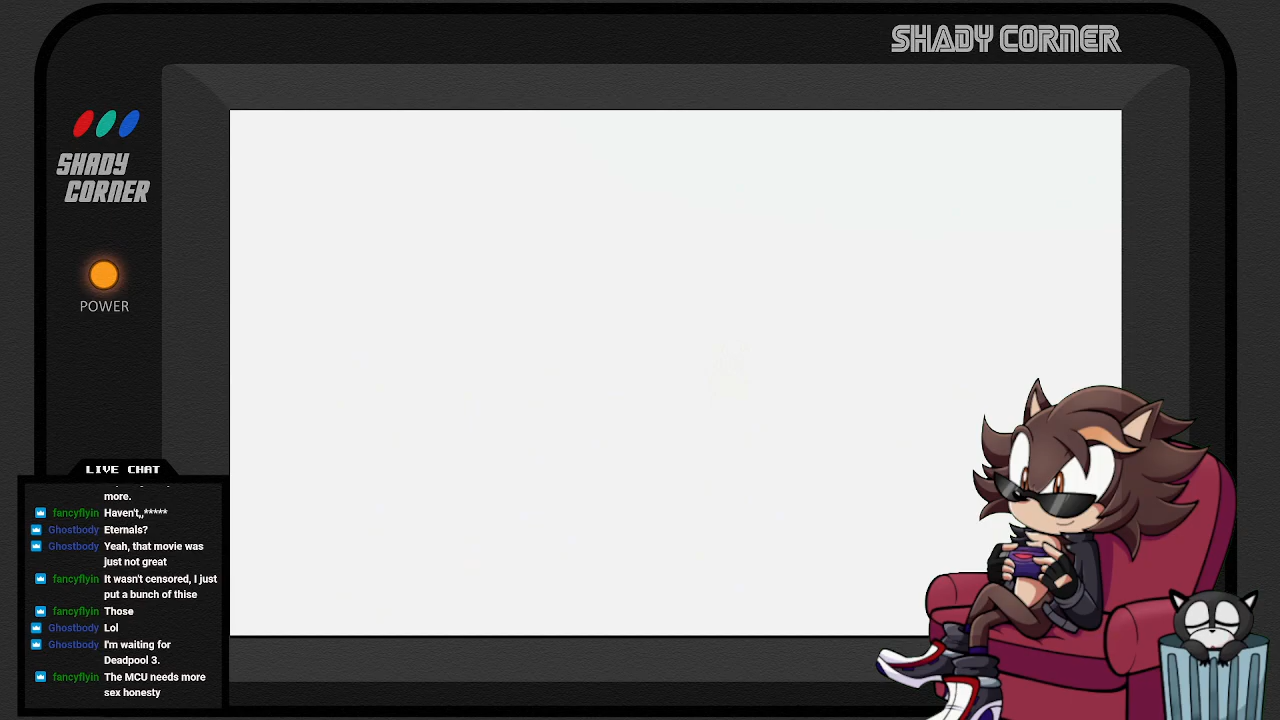 SHADY CORNER
SHADY
CORNER
POWER
LIVE CHAT
more.
fancyflyin Haven't,,*****
Ghostbody Eternals?
Ghostbody Yeah, that movie was
just not great
fancyflyin It wasn't censored, I just
put a bunch of thise
fancyflyin Those
Ghostbody Lol
Ghostbody I'm waiting for
Deadpool 3.
fancyflyin The MCU needs more
sex honesty